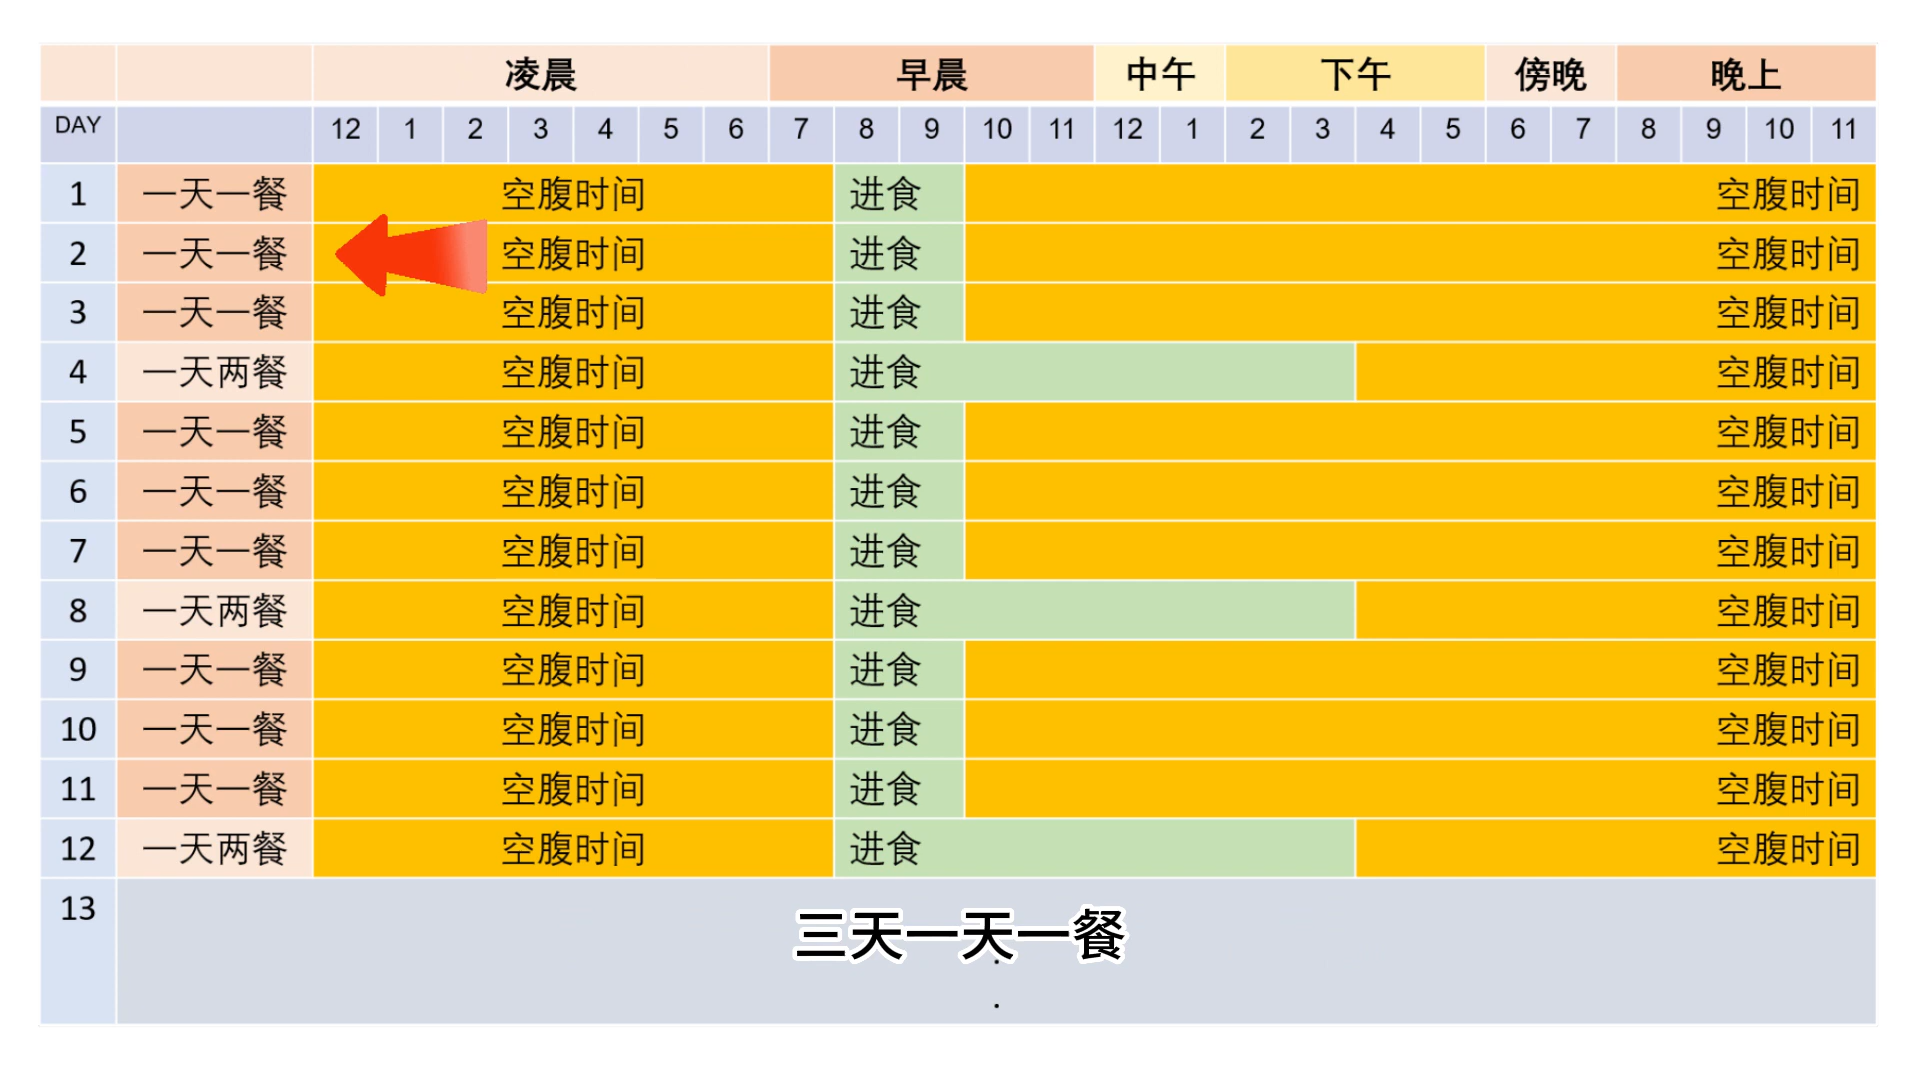 凌晨 早晨 中午 下午 傍晚 晚上
DAY 12 1 2 3 4 5 6 7 8 9 10 11 12 1 2 3 4 5 6 7 8 9 10 11
1 一天一餐 空腹时间 进食 空腹时间
2 一天一餐 空腹时间 进食 空腹时间
3 一天一餐 空腹时间 进食 空腹时间
4 一天两餐 空腹时间 进食 空腹时间
5 一天一餐 空腹时间 进食 空腹时间
6 一天一餐 空腹时间 进食 空腹时间
7 一天一餐 空腹时间 进食 空腹时间
8 一天两餐 空腹时间 进食 空腹时间
9 一天一餐 空腹时间 进食 空腹时间
10 一天一餐 空腹时间 进食 空腹时间
11 一天一餐 空腹时间 进食 空腹时间
12 一天两餐 空腹时间 进食 空腹时间
13
三天一天一餐